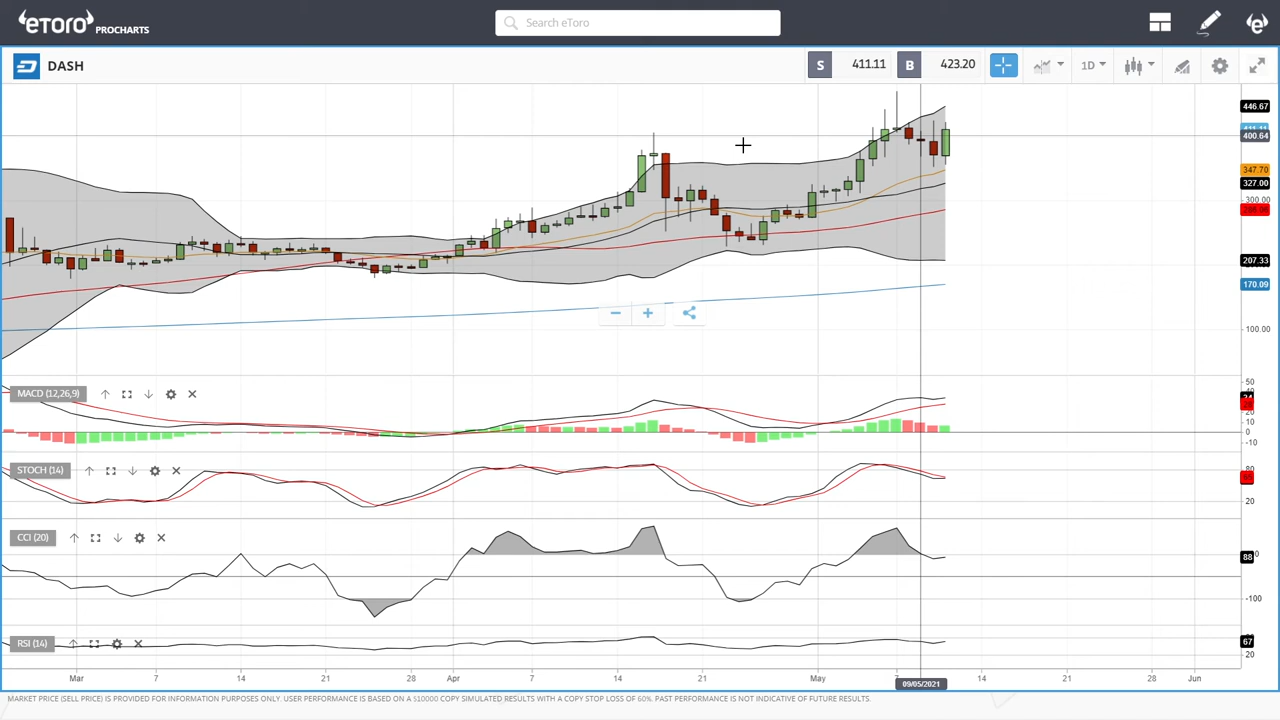 eToro PROCHARTS
Search eToro
DASH
S 411.11 B 423.20
1D
446.67
400.64
347.70
327.00
300.00
207.33
170.09
100.00
MACD (12,26,9)
50
20
10
0
-10
STOCH (14)
80
20
CCI (20)
88
-100
RSI (14)
67
20
Mar 7 14 21 28 Apr 7 14 21 May 7 14 21 28 Jun
09/05/2021
MARKET PRICE (SELL PRICE) IS PROVIDED FOR INFORMATION PURPOSES ONLY. USER PERFORMANCE IS BASED ON A $10000 COPY SIMULATED RESULTS WITH A COPY STOP LOSS OF 60%. PAST PERFORMANCE IS NOT INDICATIVE OF FUTURE RESULTS.